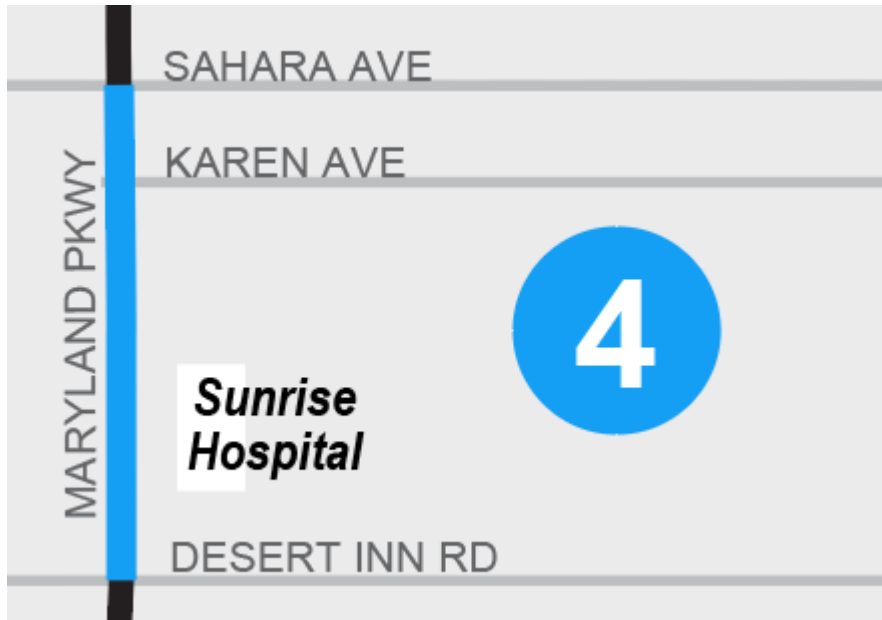 SAHARA AVE
KAREN AVE
MARYLAND PKWY
4
Sunrise
Hospital
DESERT INN RD